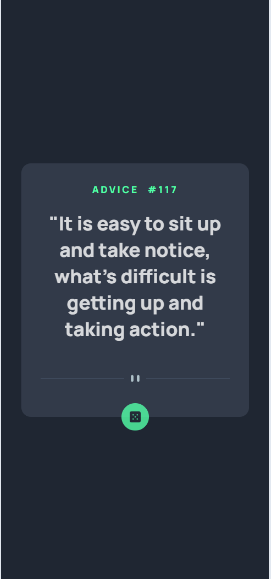 ADVICE #117
"It is easy to sit up
and take notice,
what's difficult is
getting up and
taking action."